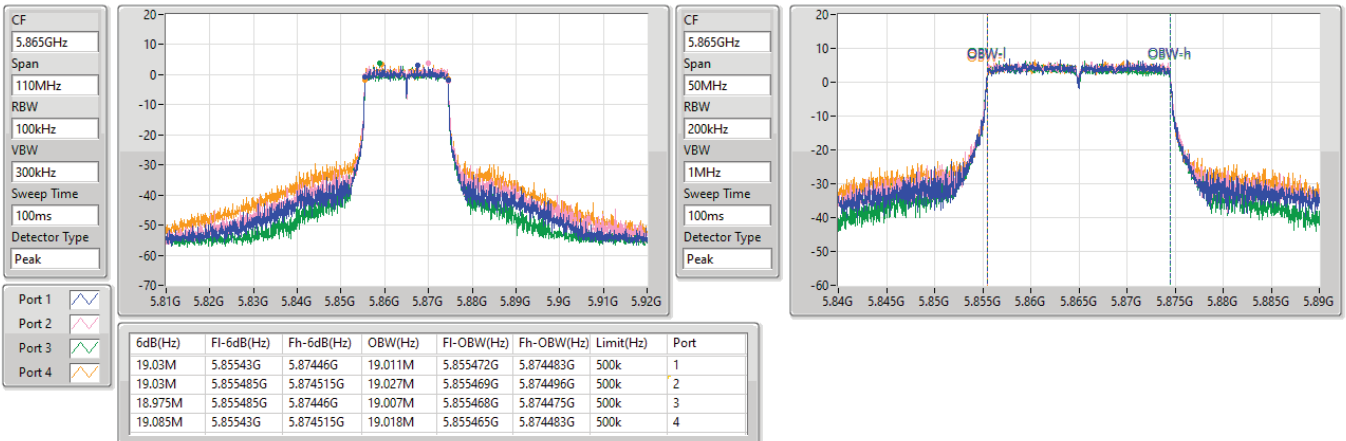 CF
5.865GHz
Span
110MHz
RBW
100kHz
VBW
300kHz
Sweep Time
100ms
Detector Type
Peak
20
10
0
-10
-20
-30
-40
-50
-60
-70
5.81G 5.82G 5.83G 5.84G 5.85G 5.86G 5.87G 5.88G 5.89G 5.9G 5.91G 5.92G
CF
5.865GHz
Span
50MHz
RBW
200kHz
VBW
1MHz
Sweep Time
100ms
Detector Type
Peak
20
10
0
-10
-20
-30
-40
-50
-60
OBW-l OBW-h
5.84G 5.845G 5.85G 5.855G 5.86G 5.865G 5.87G 5.875G 5.88G 5.885G 5.89G
Port 1
Port 2
Port 3
Port 4
6dB(Hz) Fl-6dB(Hz) Fh-6dB(Hz) OBW(Hz) Fl-OBW(Hz) Fh-OBW(Hz) Limit(Hz) Port
19.03M 5.85543G 5.87446G 19.011M 5.855472G 5.874483G 500k 1
19.03M 5.855485G 5.874515G 19.027M 5.855469G 5.874496G 500k 2
18.975M 5.855485G 5.87446G 19.007M 5.855468G 5.874475G 500k 3
19.085M 5.85543G 5.874515G 19.018M 5.855465G 5.874483G 500k 4